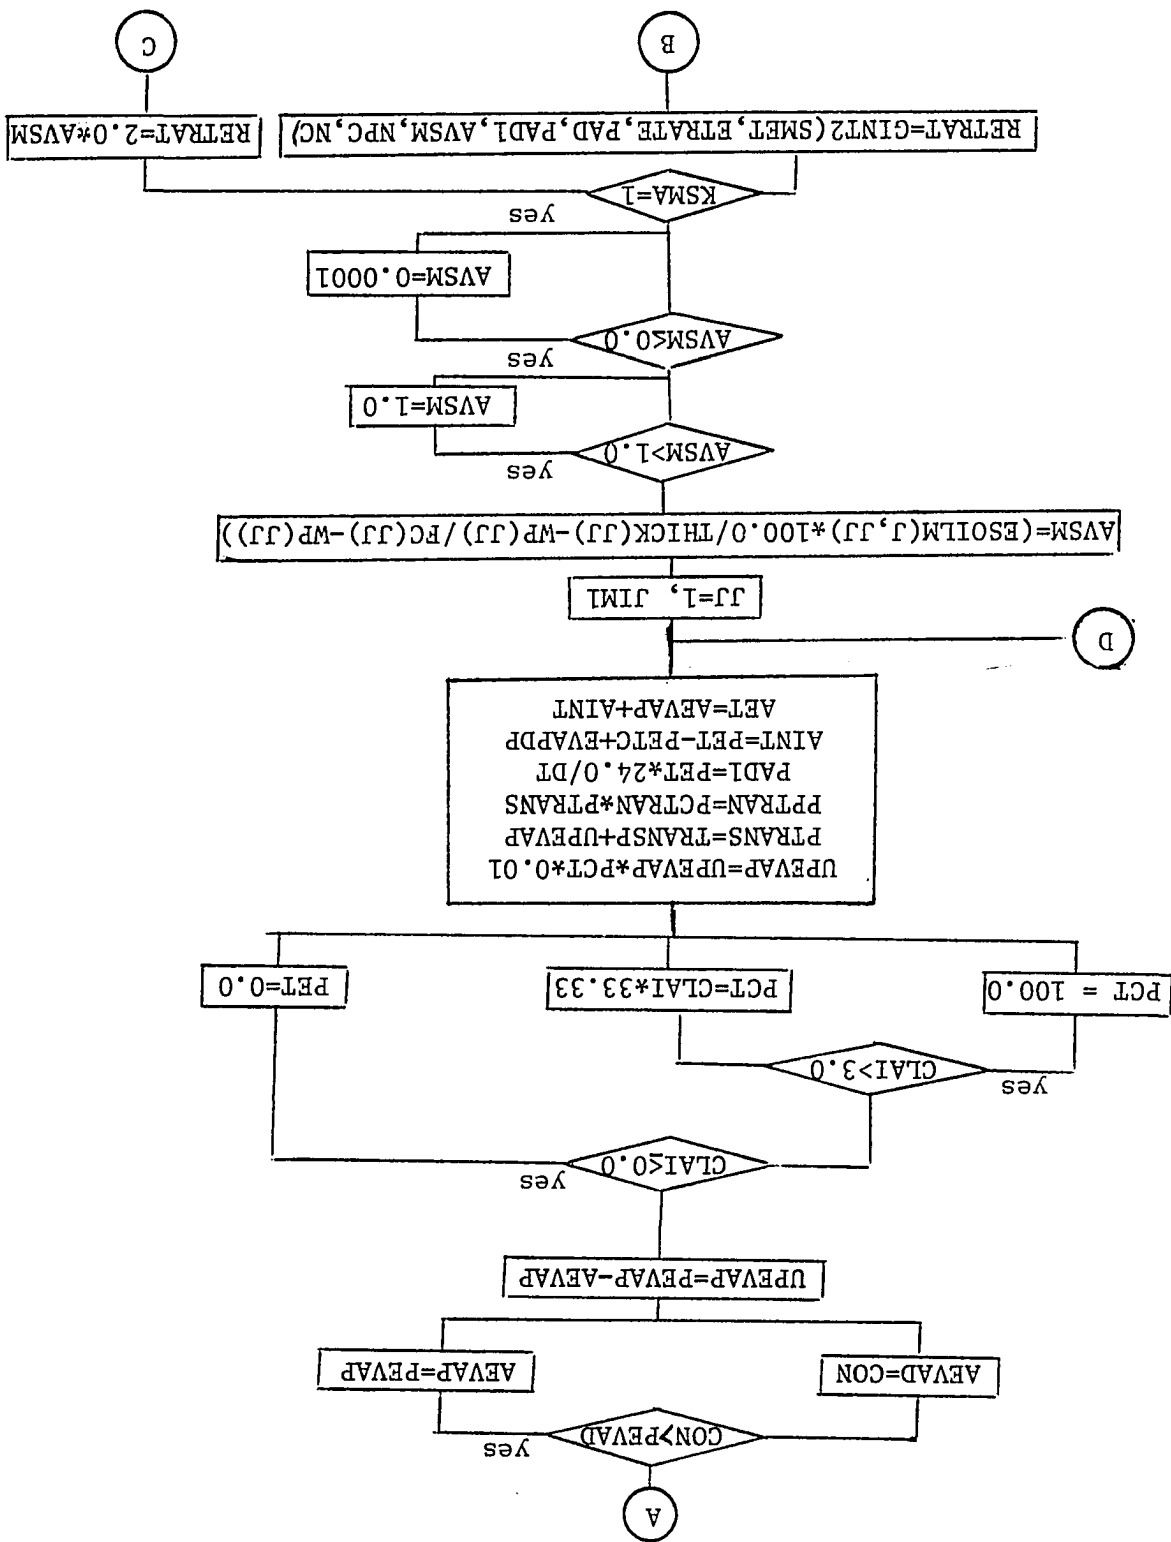 A
CON>PEVAD
yes
AEVAD=CON
AEVAP=PEVAP
UPEVAP=PEVAP-AEVAP
CLAI≤0.0
yes
CLAI>3.0
yes
PCT = 100.0
PCT=CLAI*33.33
PET=0.0
UPEVAP=UPEVAP*PCT*0.01
PTRANS=TRANSP+UPEVAP
PPTRAN=PCTRAN*PTRANS
PAD1=PET*24.0/DT
AINT=PET-PETC+EVAPDP
AET=AEVAP+AINT
D
JJ=1, JIM1
AVSM=(ESOILM(J,JJ)*100.0/THICK(JJ)-WP(JJ)/FC(JJ)-WP(JJ))
AVSM>1.0
yes
AVSM=1.0
AVSM≤0.0
yes
AVSM=0.0001
KSMA=1
yes
RETRAT=GINT2(SMET,ETRATE,PAD,PAD1,AVSM,NPC,NC)
RETRAT=2.0*AVSM
B
C